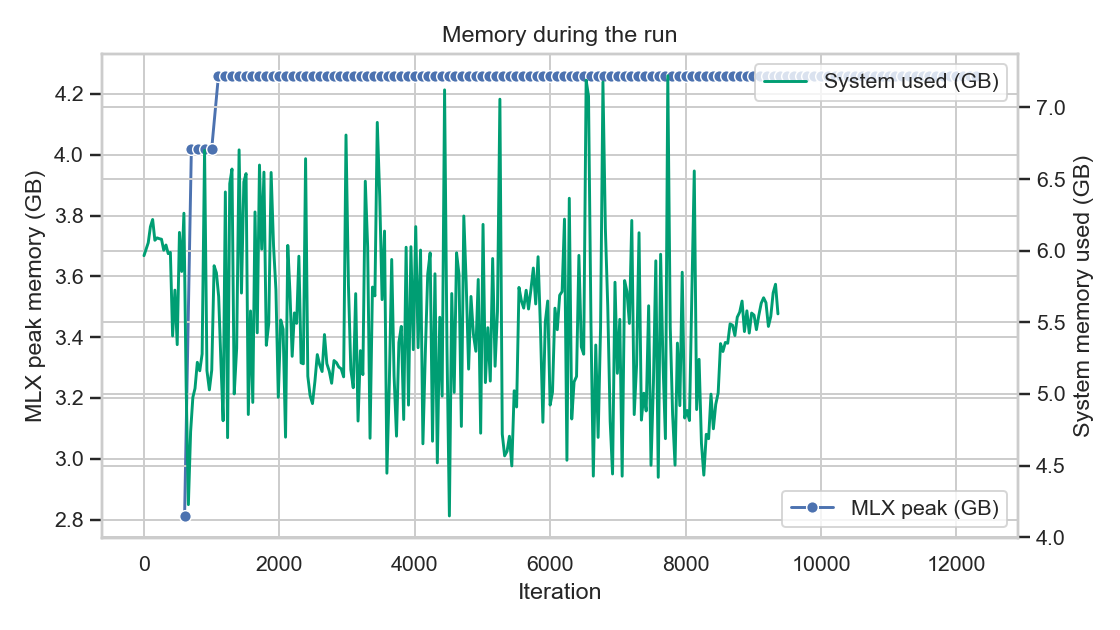 Memory during the run
System used (GB)
MLX peak (GB)
MLX peak memory (GB)
4.2
4.0
3.8
3.6
3.4
3.2
3.0
2.8
System memory used (GB)
7.0
6.5
6.0
5.5
5.0
4.5
4.0
0 2000 4000 6000 8000 10000 12000
Iteration